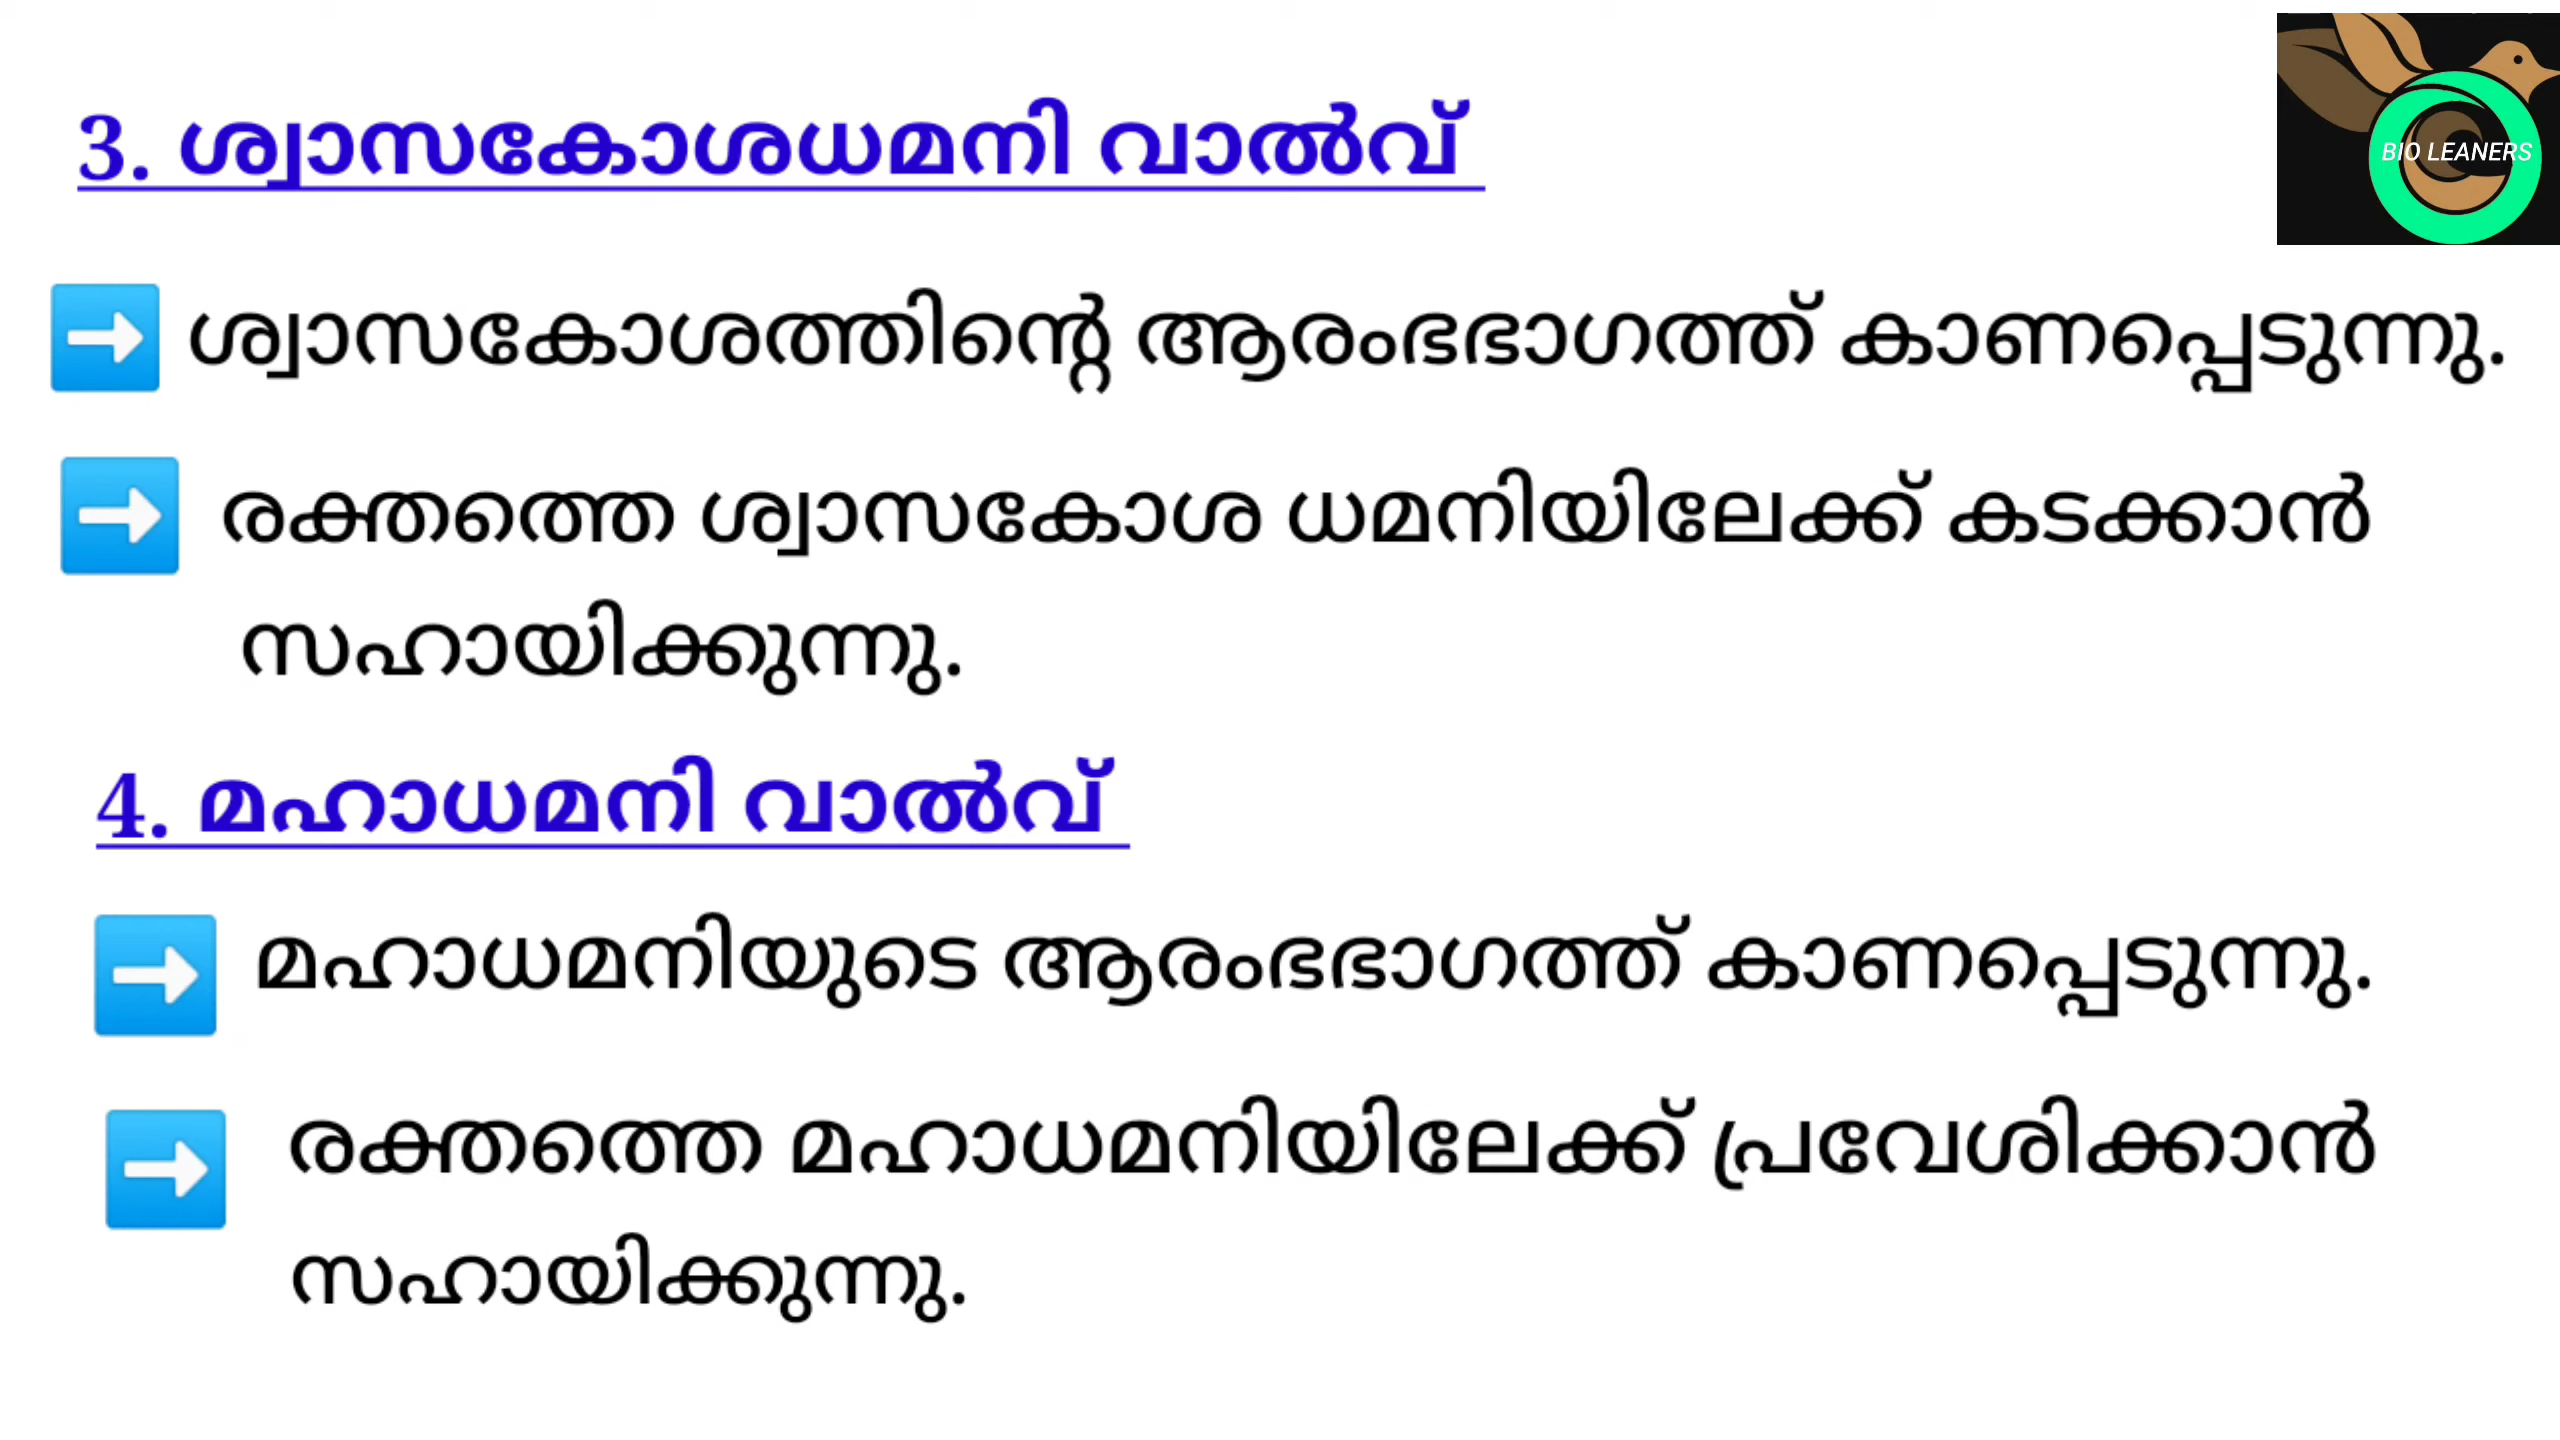 BIO LEANERS
3. ശ്വാസകോശധമനി വാൽവ്
ശ്വാസകോശത്തിന്റെ ആരംഭഭാഗത്ത് കാണപ്പെടുന്നു.
രക്തത്തെ ശ്വാസകോശ ധമനിയിലേക്ക് കടക്കാൻ
സഹായിക്കുന്നു.
4. മഹാധമനി വാൽവ്
മഹാധമനിയുടെ ആരംഭഭാഗത്ത് കാണപ്പെടുന്നു.
രക്തത്തെ മഹാധമനിയിലേക്ക് പ്രവേശിക്കാൻ
സഹായിക്കുന്നു.